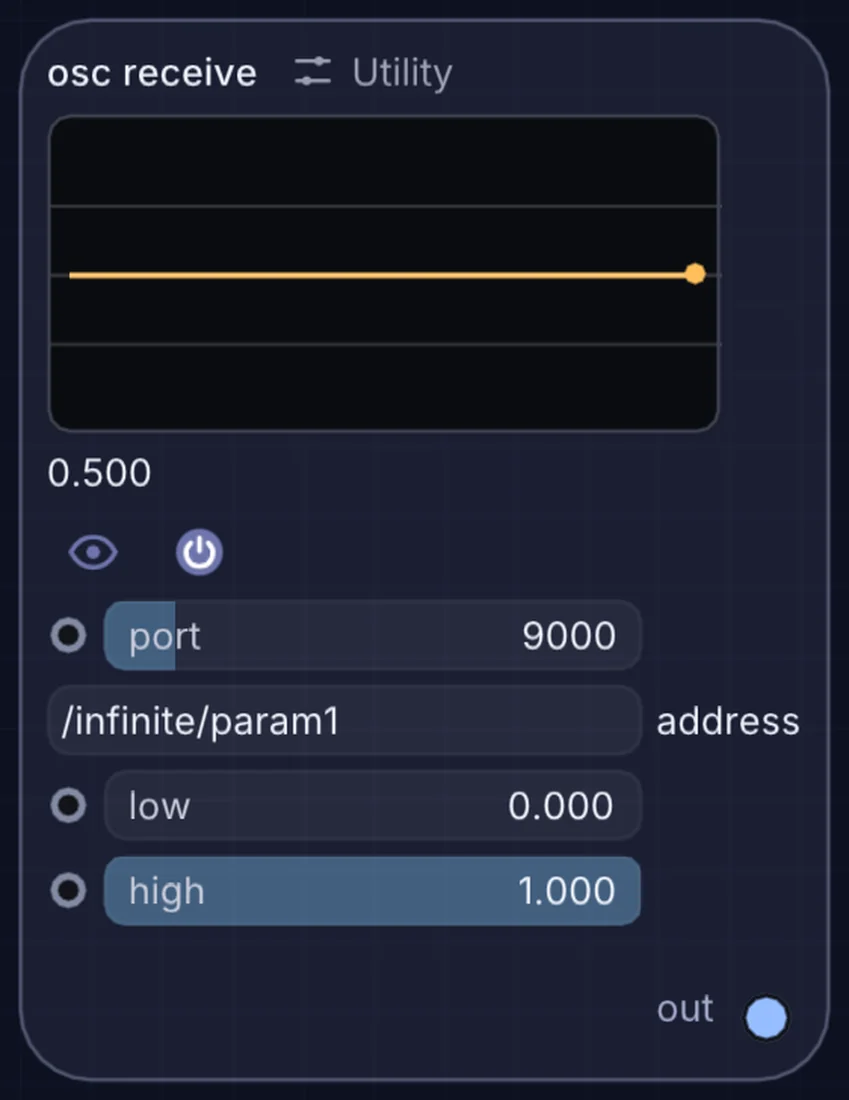 osc receive Utility
0.500
port 9000
/infinite/param1 address
low 0.000
high 1.000
out